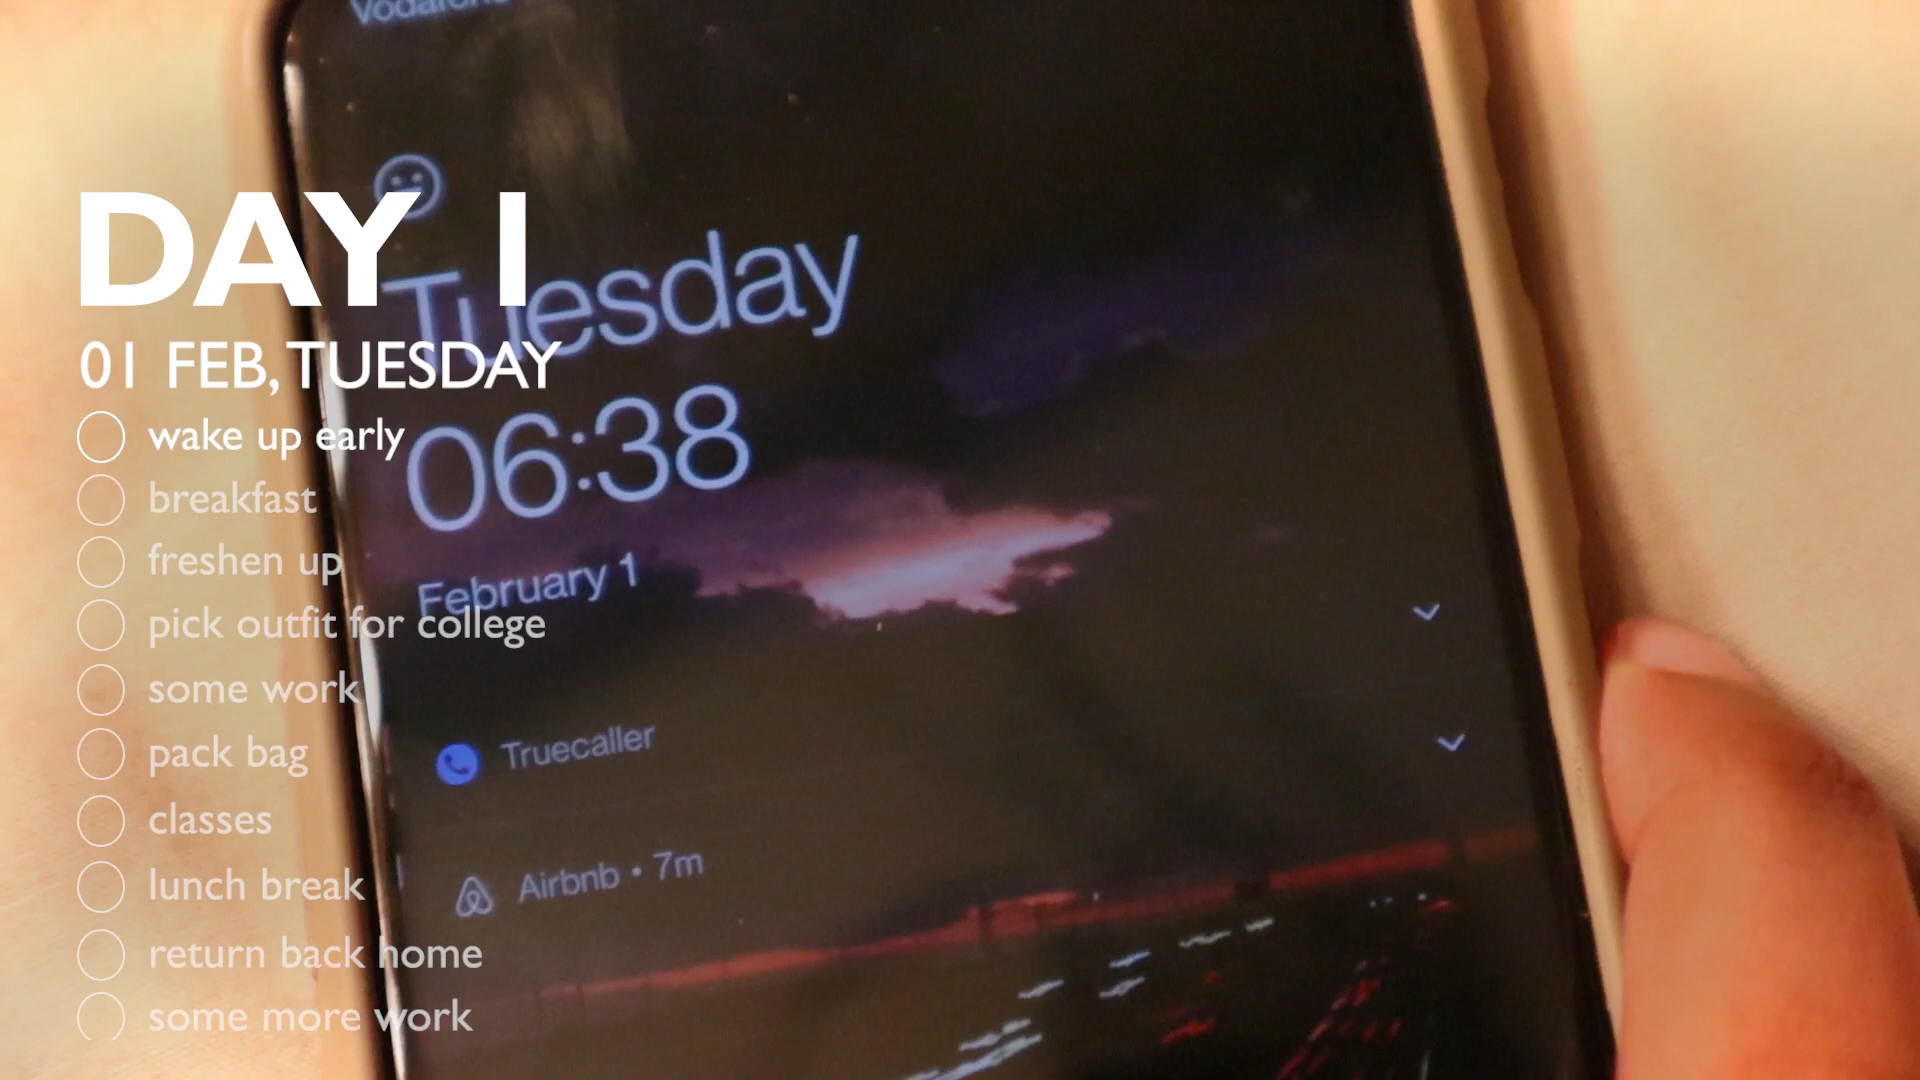 DAY 1
01 FEB, TUESDAY
wake up early
breakfast
freshen up
pick outfit for college
some work
pack bag
classes
lunch break
return back home
some more work
Tuesday
06:38
February 1
Truecaller
Airbnb • 7m